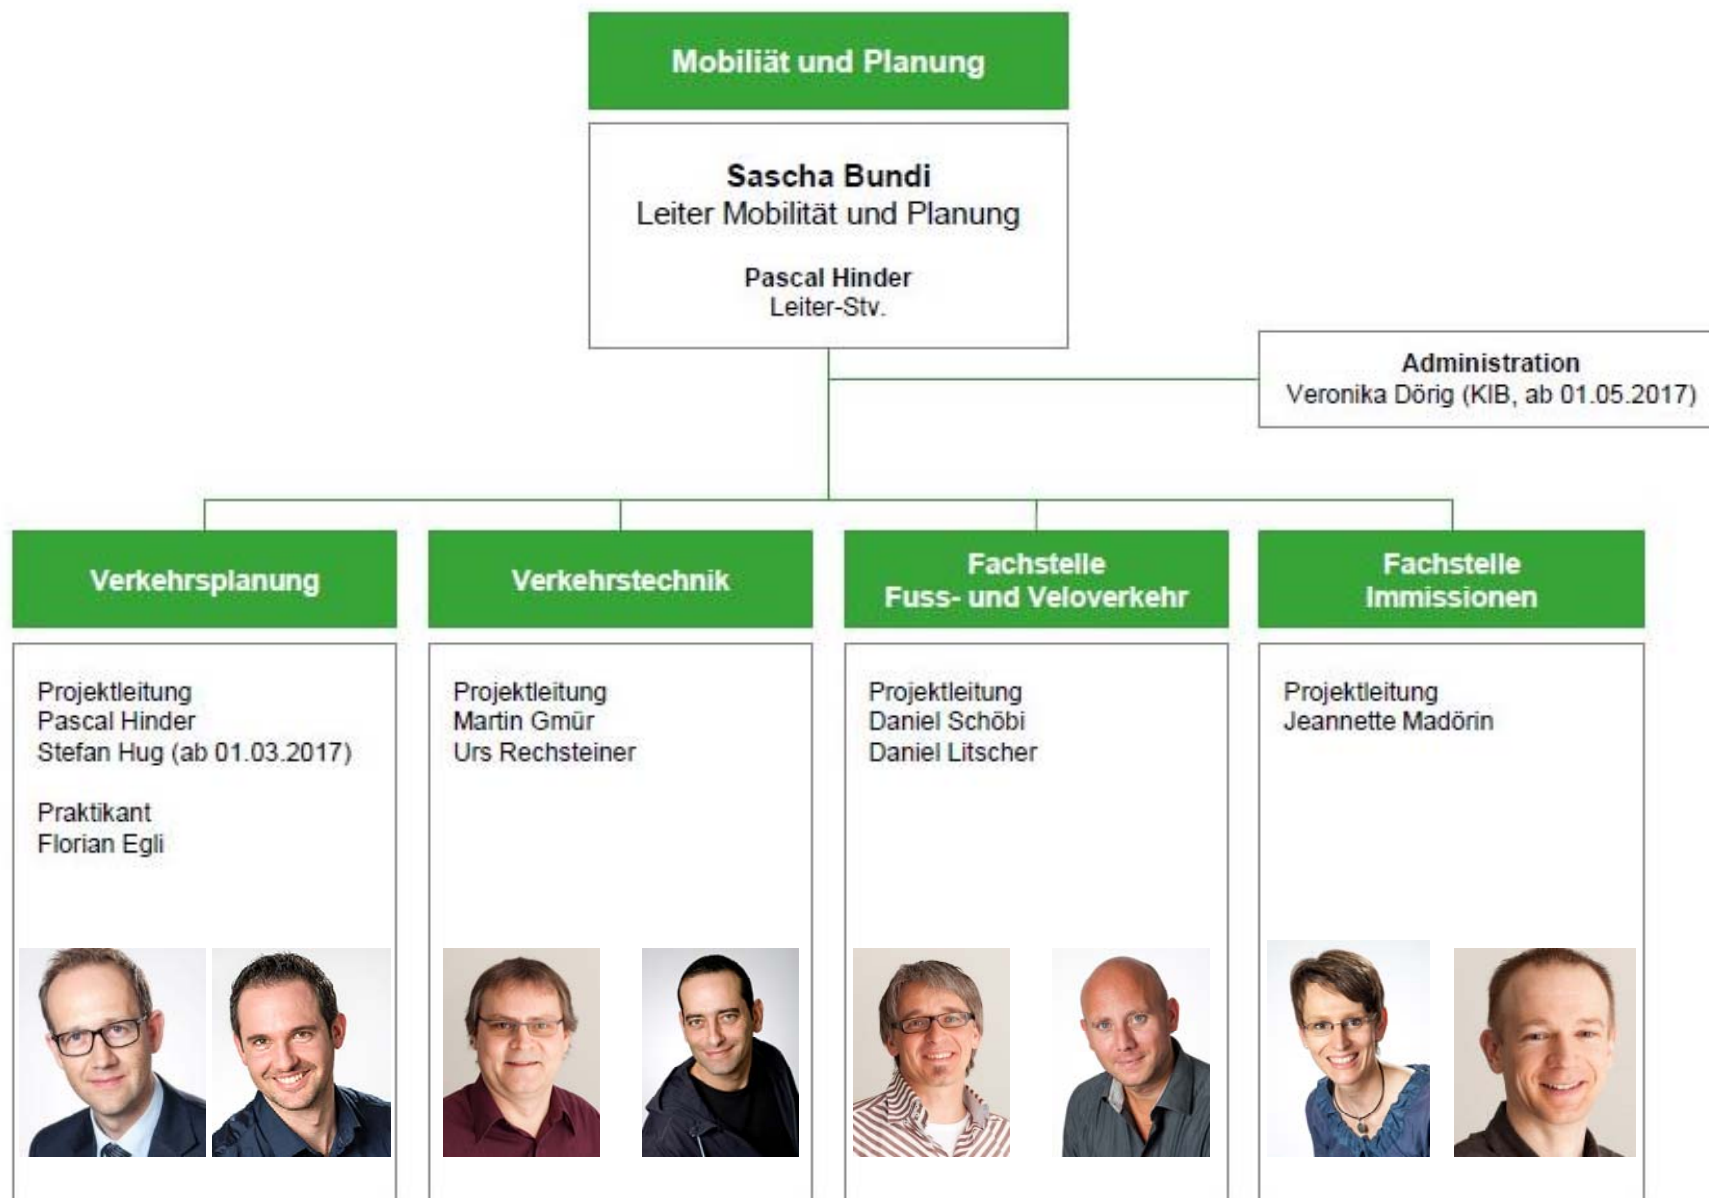 Mobiliät und Planung
Sascha Bundi
Leiter Mobilität und Planung
Pascal Hinder
Leiter-Stv.
Administration
Veronika Dörig (KIB, ab 01.05.2017)
Verkehrsplanung
Projektleitung
Pascal Hinder
Stefan Hug (ab 01.03.2017)
Praktikant
Florian Egli
Verkehrstechnik
Projektleitung
Martin Gmür
Urs Rechsteiner
Fachstelle
Fuss- und Veloverkehr
Projektleitung
Daniel Schöbi
Daniel Litscher
Fachstelle
Immissionen
Projektleitung
Jeannette Madörin